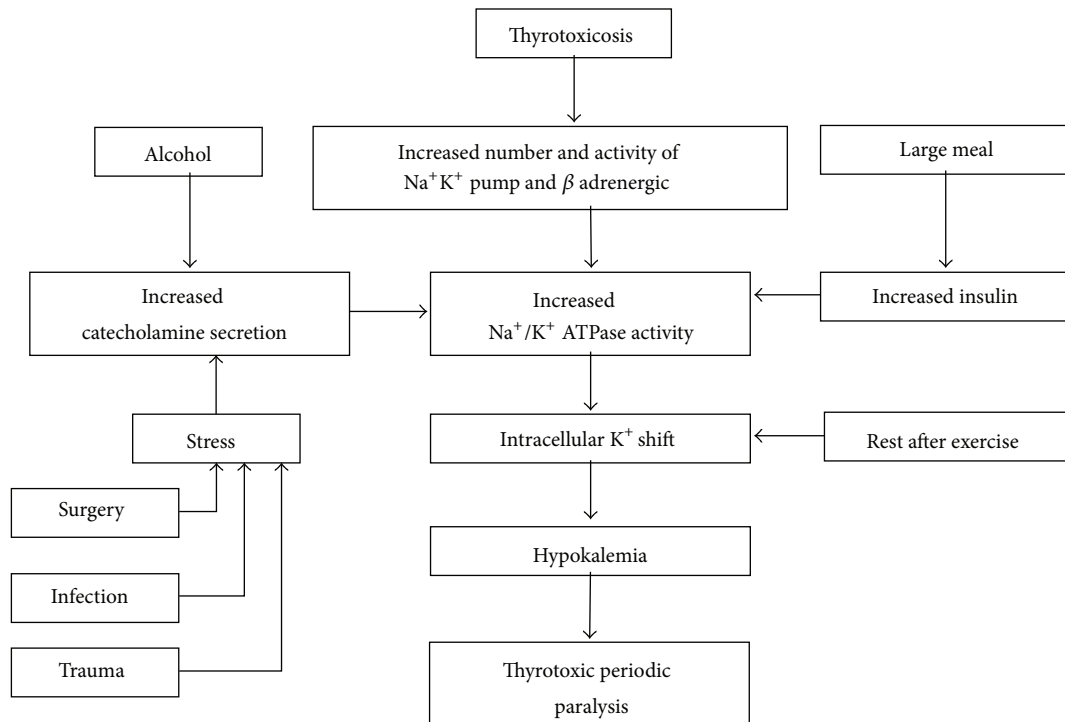 Thyrotoxicosis
Alcohol
Increased number and activity of
Na⁺K⁺ pump and β adrenergic
Large meal
Increased
catecholamine secretion
Increased
Na⁺/K⁺ ATPase activity
Increased insulin
Stress
Intracellular K⁺ shift
Rest after exercise
Surgery
Hypokalemia
Infection
Trauma
Thyrotoxic periodic
paralysis